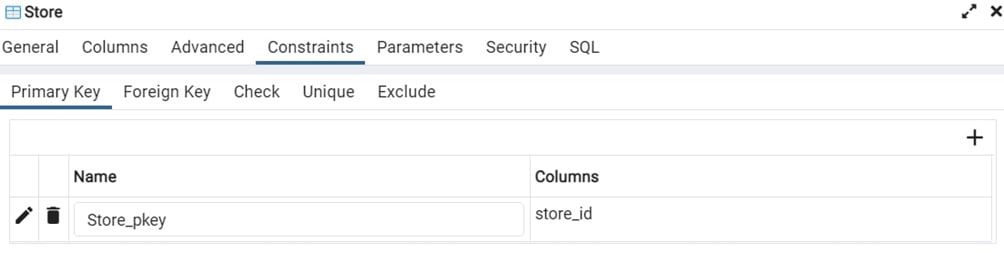 Store
General Columns Advanced Constraints Parameters Security SQL
Primary Key Foreign Key Check Unique Exclude
Name Columns
Store_pkey store_id